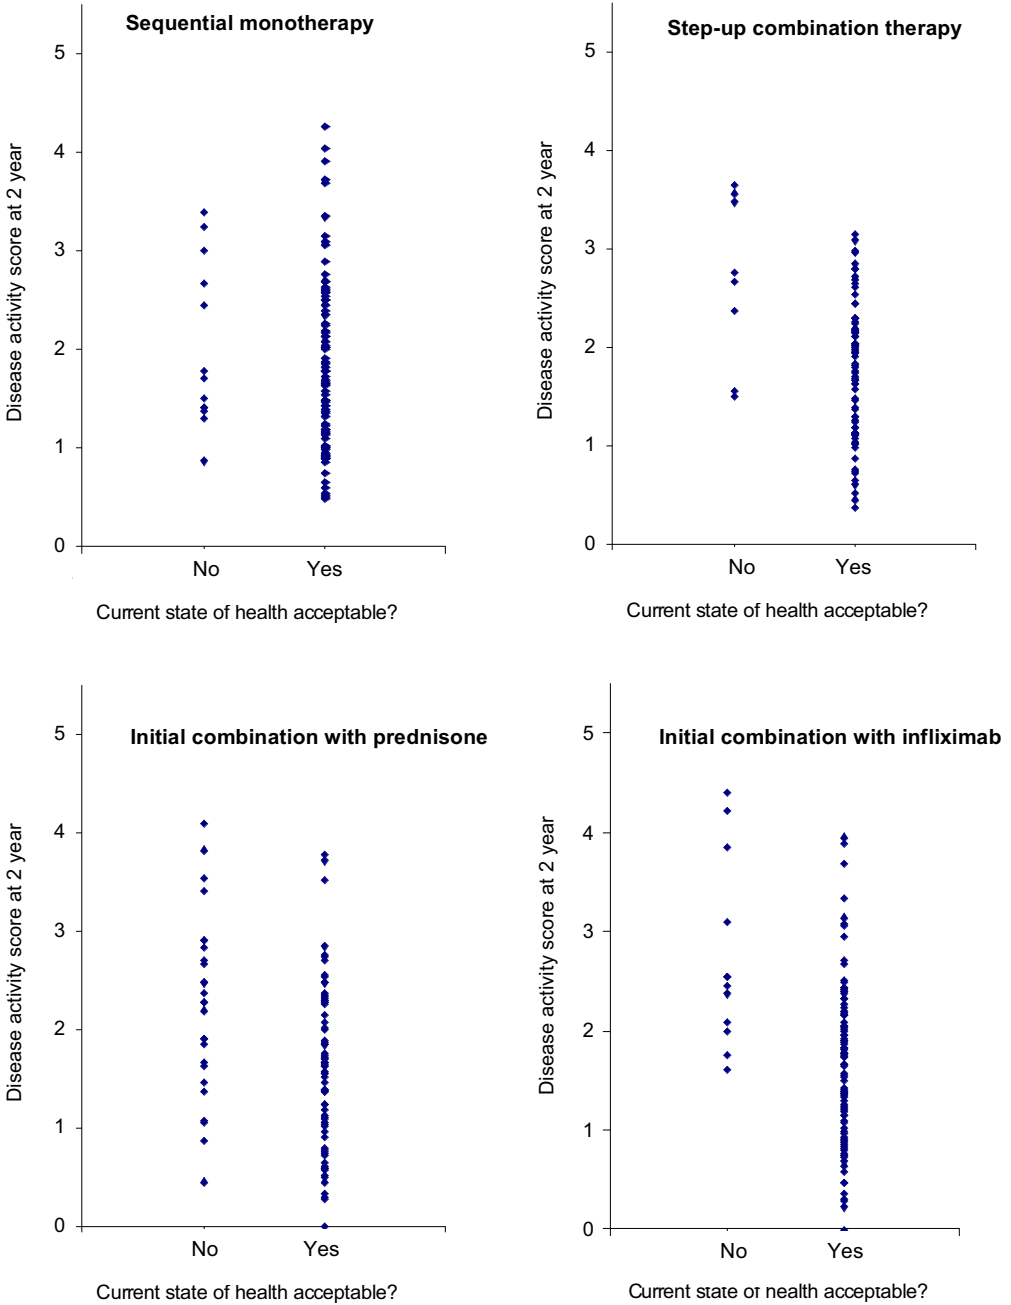 Sequential monotherapy
5
4
3
2
1
0
Disease activity score at 2 year
No Yes
Current state of health acceptable?
Step-up combination therapy
5
4
3
2
1
0
Disease activity score at 2 year
No Yes
Current state of health acceptable?
Initial combination with prednisone
5
4
3
2
1
0
Disease activity score at 2 year
No Yes
Current state of health acceptable?
Initial combination with infliximab
5
4
3
2
1
0
Disease activity score at 2 year
No Yes
Current state of health acceptable?